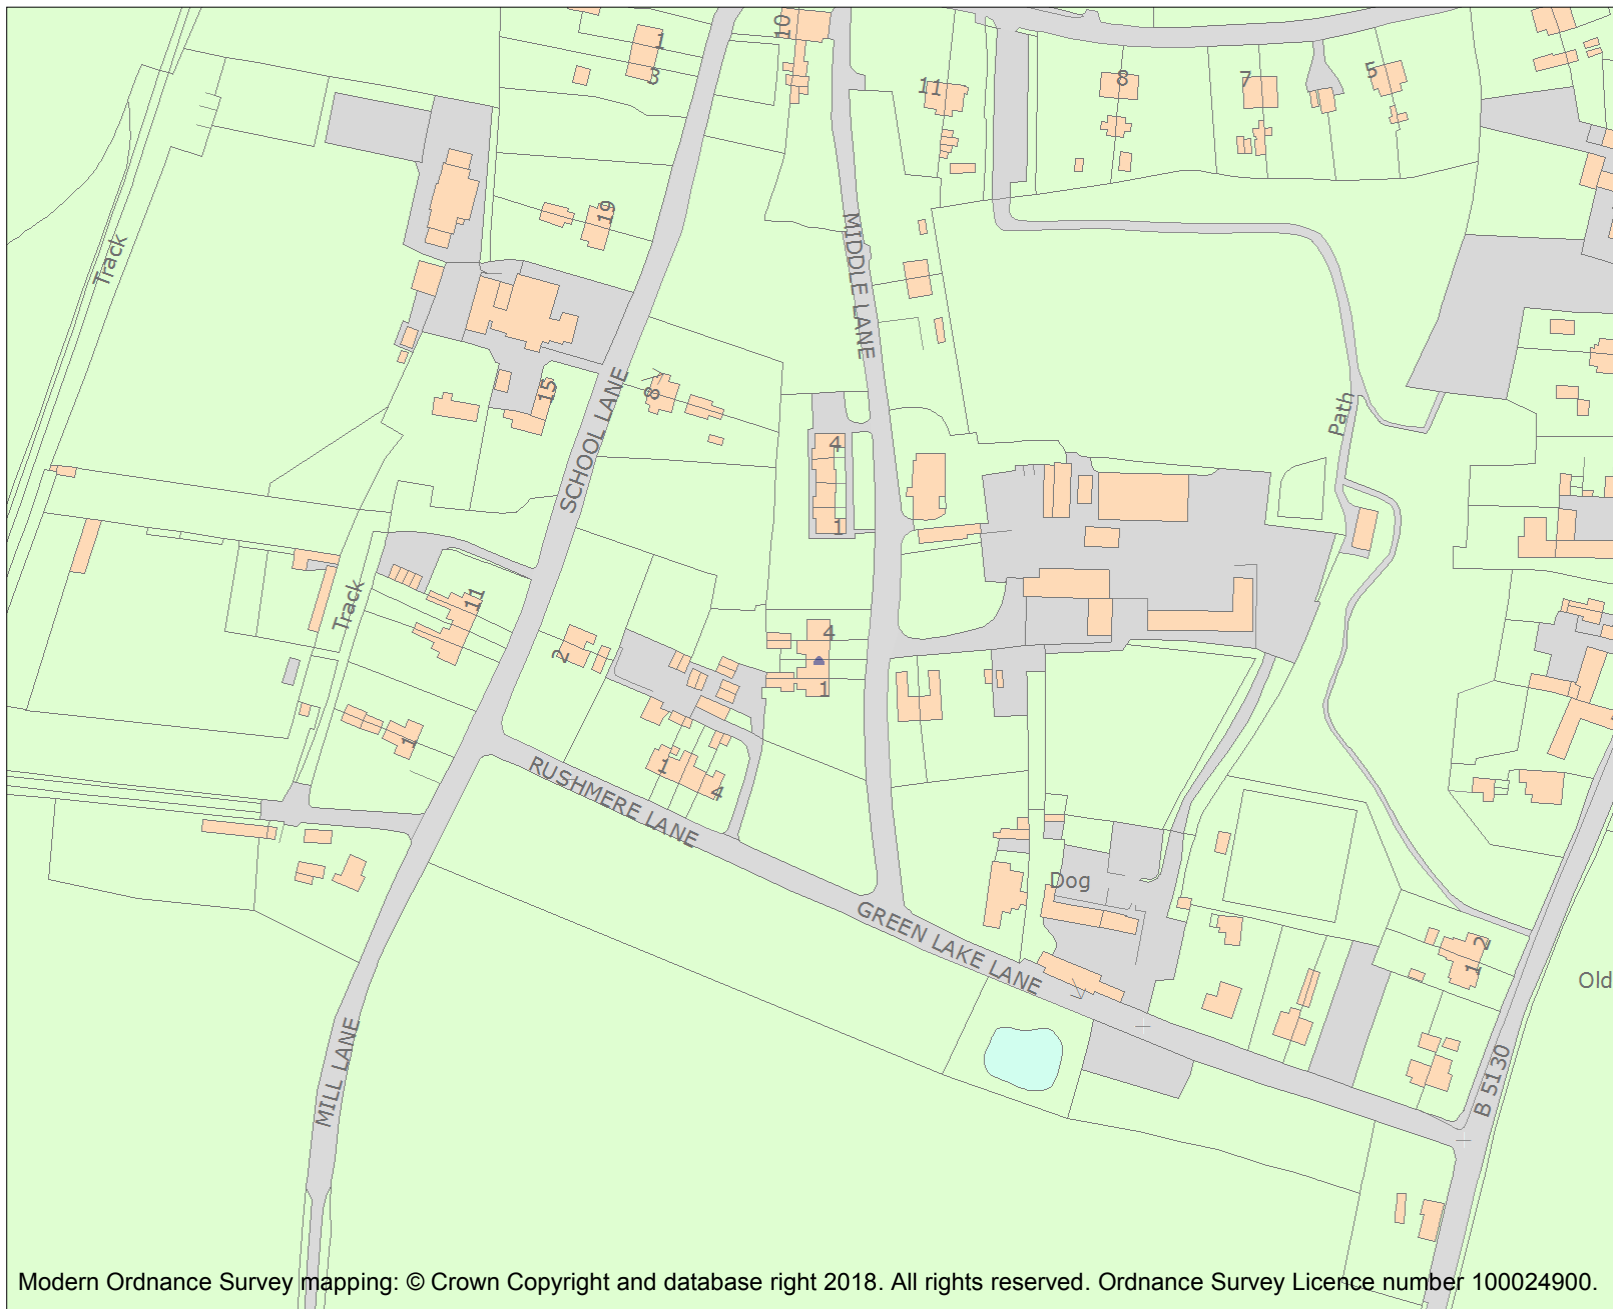 10
1
3
11
8
7
5
19
MIDDLE LANE
Track
15
7
8
SCHOOL LANE
Path
4
1
11
Track
2
4
1
1
RUSHMERE LANE
1
4
Dog
GREEN LAKE LANE
2
1
Old
B 5130
MILL LANE
Modern Ordnance Survey mapping: © Crown Copyright and database right 2018. All rights reserved. Ordnance Survey Licence number 100024900.